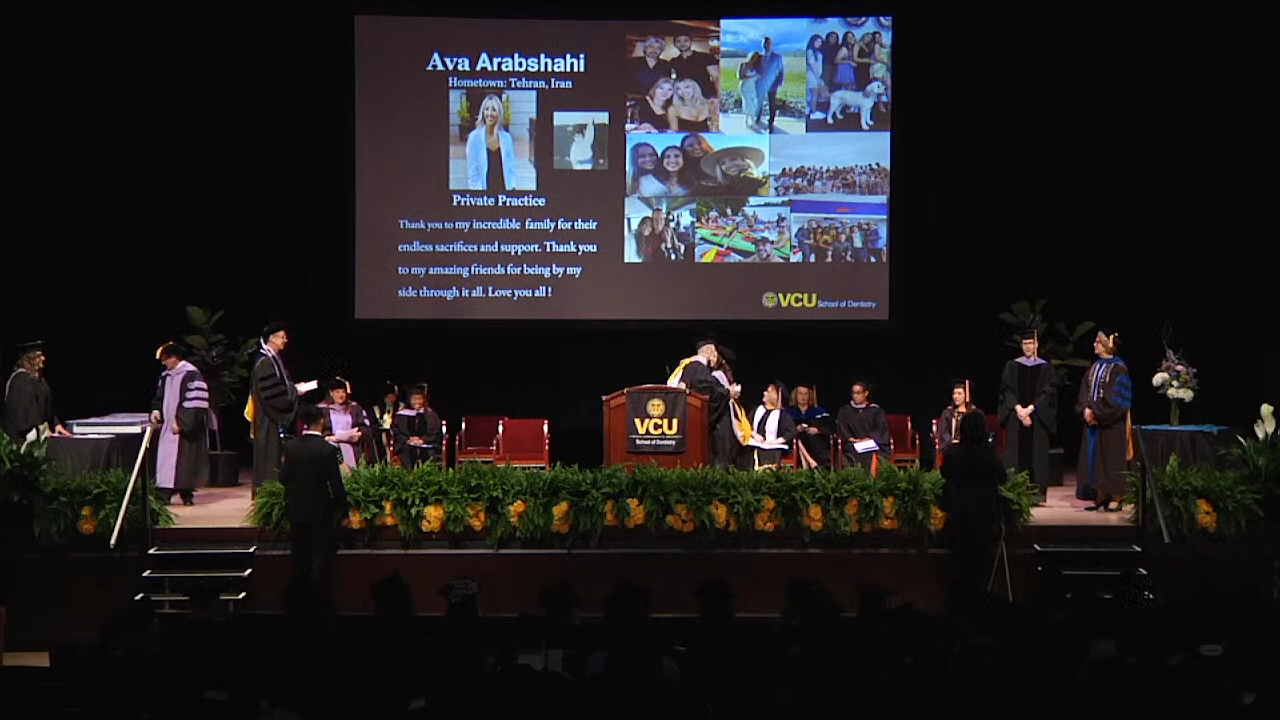 Ava Arabshahi
Hometown: Tehran, Iran
Private Practice
Thank you to my incredible family for their
endless sacrifices and support. Thank you
to my amazing friends for being by my
side through it all. Love you all !
VCU School of Dentistry
VCU
School of Dentistry